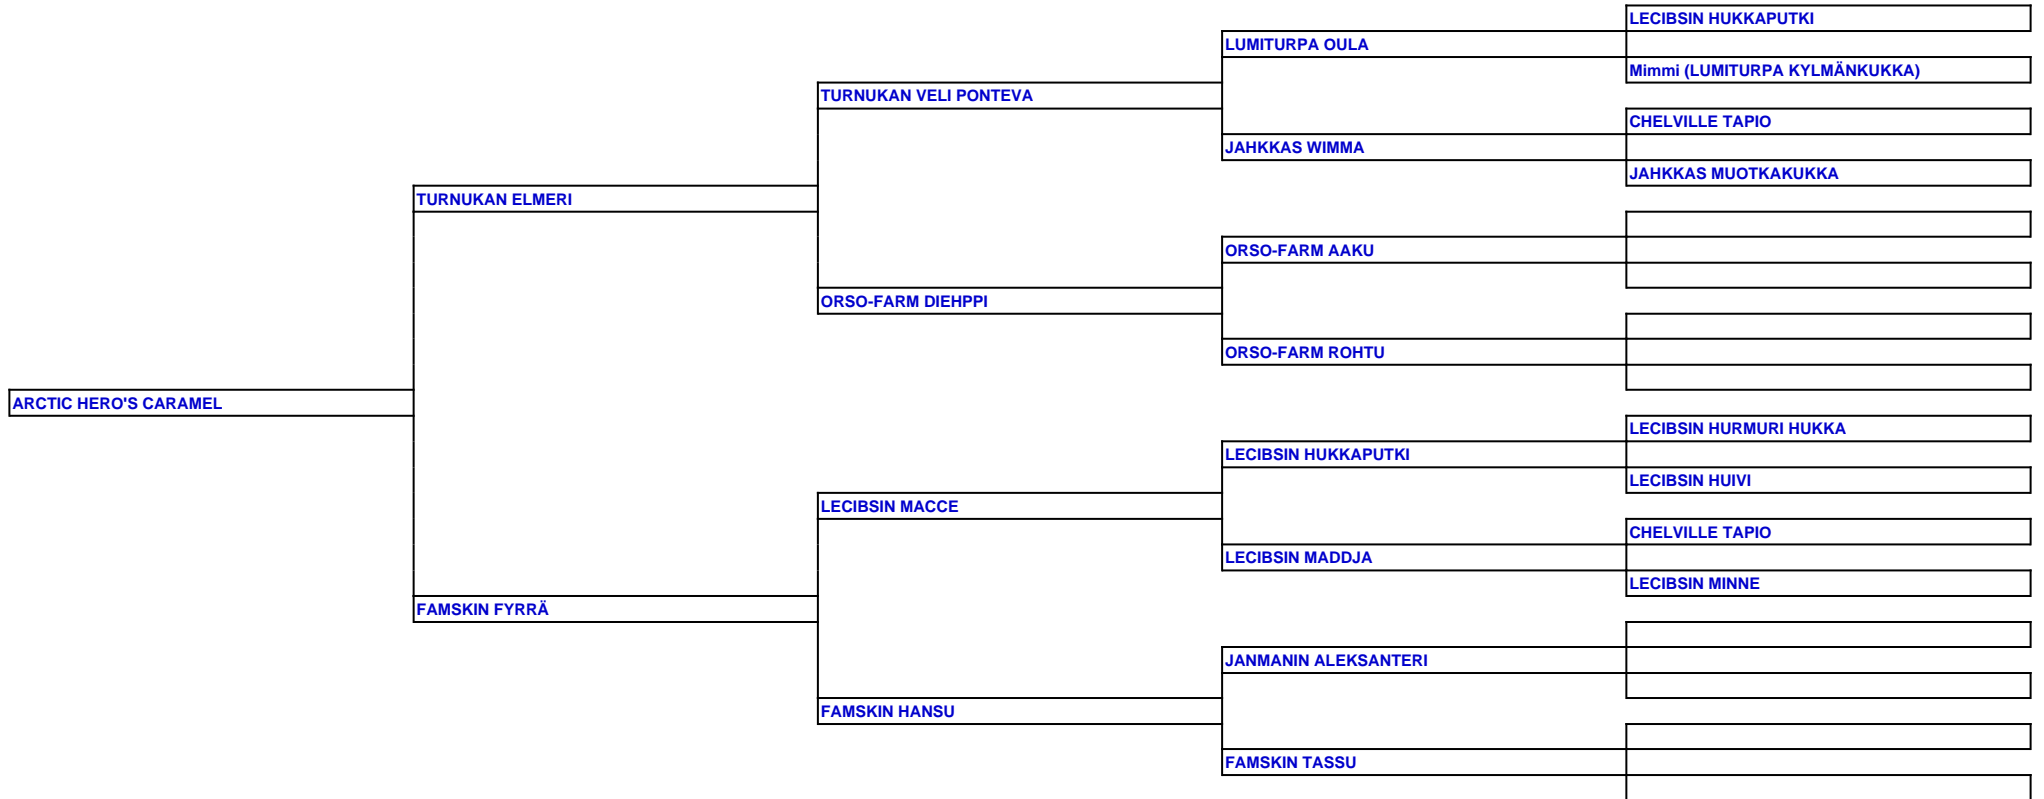 LECIBSIN HUKKAPUTKI
LUMITURPA OULA
Mimmi (LUMITURPA KYLMÄNKUKKA)
TURNUKAN VELI PONTEVA
CHELVILLE TAPIO
JAHKKAS WIMMA
JAHKKAS MUOTKAKUKKA
TURNUKAN ELMERI
ORSO-FARM AAKU
ORSO-FARM DIEHPPI
ORSO-FARM ROHTU
ARCTIC HERO'S CARAMEL
LECIBSIN HURMURI HUKKA
LECIBSIN HUKKAPUTKI
LECIBSIN HUIVI
LECIBSIN MACCE
CHELVILLE TAPIO
LECIBSIN MADDJA
LECIBSIN MINNE
FAMSKIN FYRRÄ
JANMANIN ALEKSANTERI
FAMSKIN HANSU
FAMSKIN TASSU